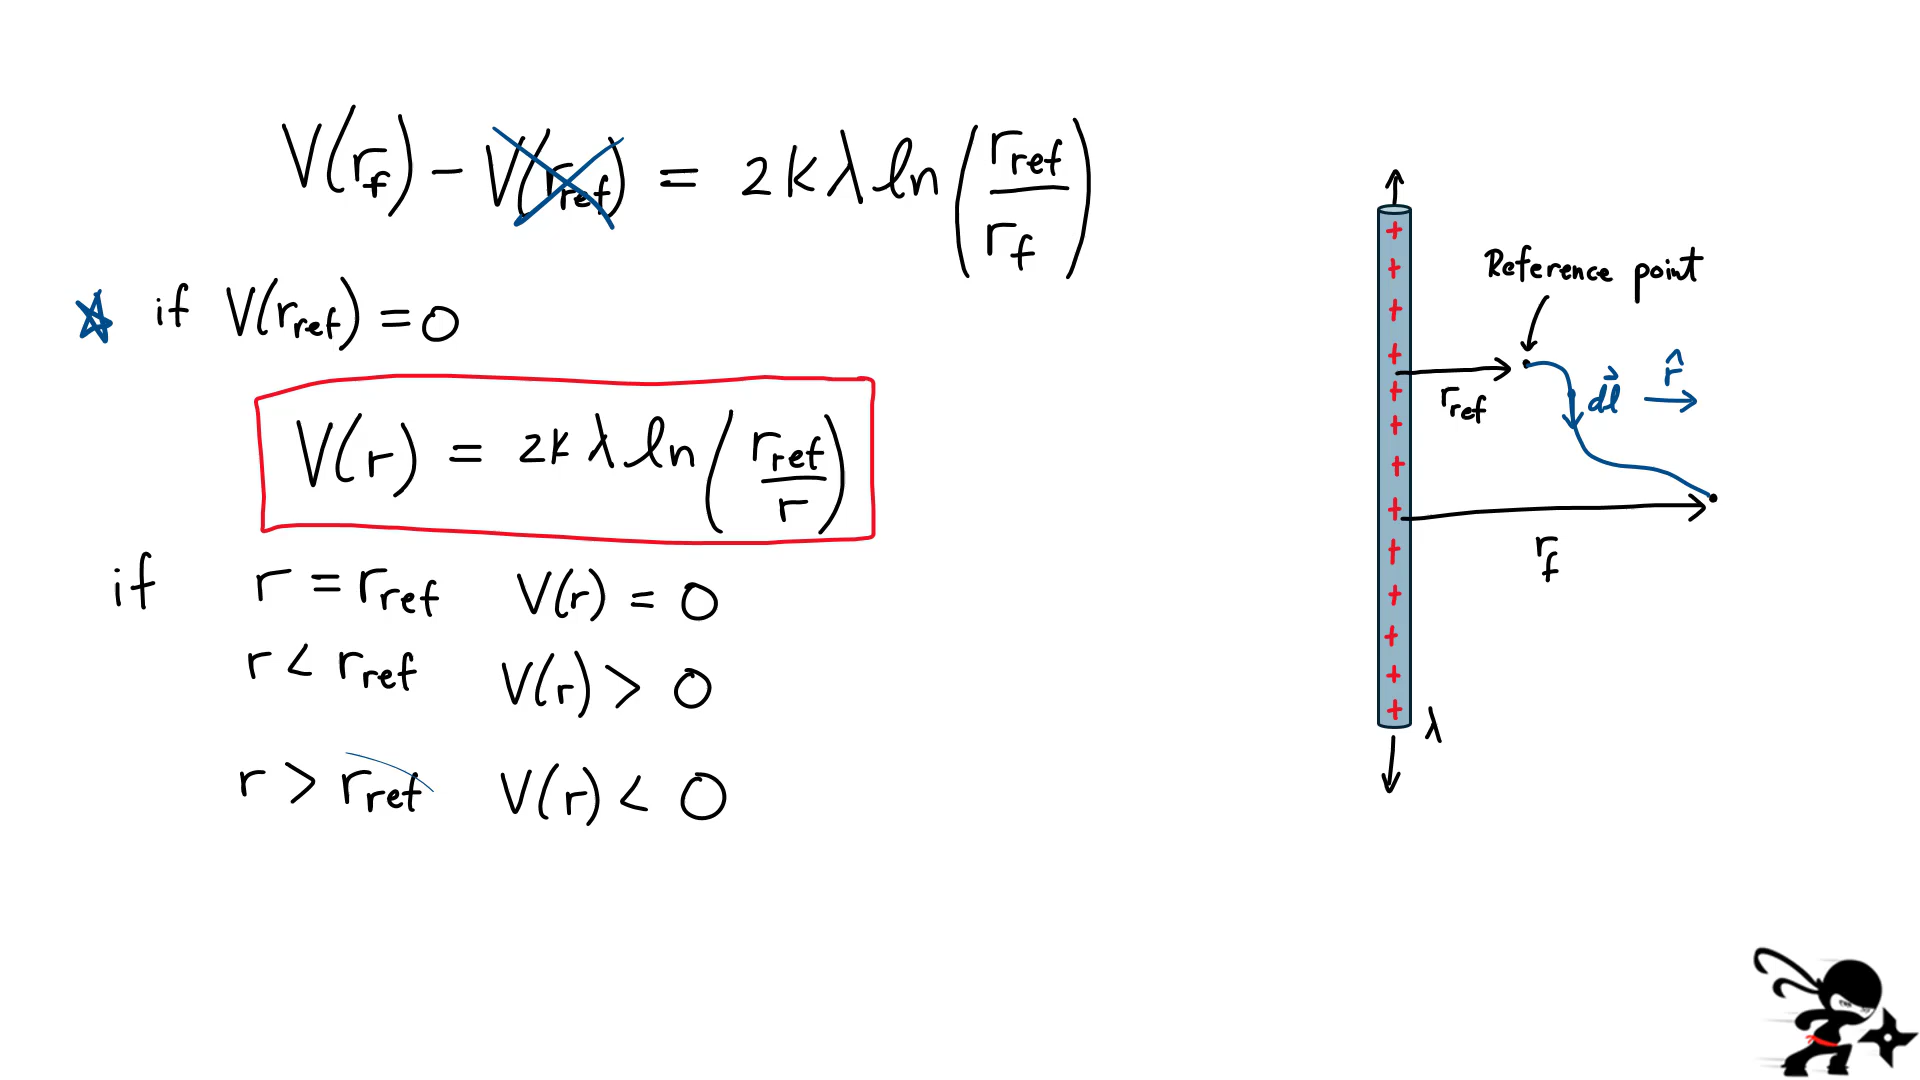 V(r_f) - V(r_ref) = 2kλ ln(r_ref / r_f)
if V(r_ref) = 0
V(r) = 2kλ ln(r_ref / r)
if r = r_ref V(r) = 0
r < r_ref V(r) > 0
r > r_ref V(r) < 0
Reference point
r_ref
dl⃗ r̂
r_f
+
+
+
+
+
+
+
+
+
+
+
+
+
λ